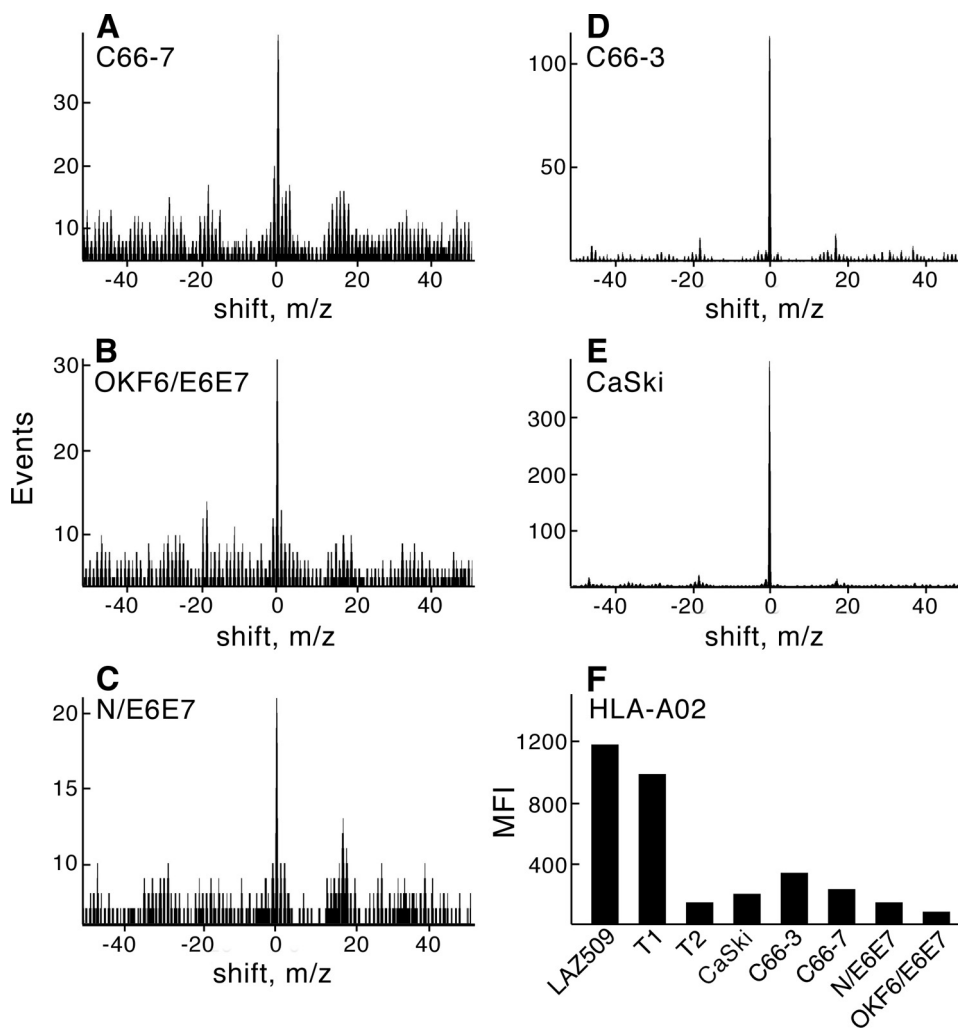 A
C66-7
30
20
10
-40 -20 0 20 40
shift, m/z
B
OKF6/E6E7
30
20
10
-40 -20 0 20 40
shift, m/z
Events
C
N/E6E7
20
15
10
-40 -20 0 20 40
shift, m/z
D
C66-3
100
50
-40 -20 0 20 40
shift, m/z
E
CaSki
300
200
100
-40 -20 0 20 40
shift, m/z
F
HLA-A02
1200
800
400
MFI
LAZ509 T1 T2 CaSki C66-3 C66-7 N/E6E7 OKF6/E6E7